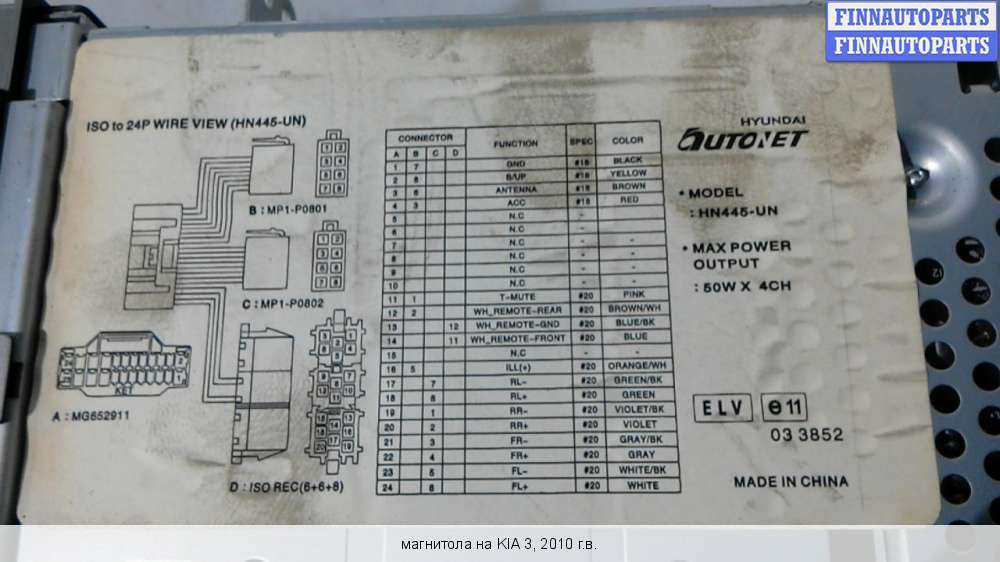 FINNAUTOPARTS
FINNAUTOPARTS
ISO to 24P WIRE VIEW (HN445-UN)
B : MP1-P0801
C : MP1-P0802
KEY
A : MG652911
D : ISO REC(6+6+8)
CONNECTOR FUNCTION SPEC COLOR
A B C D
1 7 GND #18 BLACK
2 8 B/UP #18 YELLOW
3 6 ANTENNA #18 BROWN
4 3 ACC #18 RED
5 N.C -
6 N.C -
7 N.C - -
8 N.C - -
9 N.C - -
10 N.C - -
11 1 T-MUTE #20 PINK
12 2 WH_REMOTE-REAR #20 BROWN/WH
13 12 WH_REMOTE-GND #20 BLUE/BK
14 11 WH_REMOTE-FRONT #20 BLUE
15 N.C - -
16 5 ILL(+) #20 ORANGE/WH
17 7 RL- #20 GREEN/BK
18 8 RL+ #20 GREEN
19 1 RR- #20 VIOLET/BK
20 2 RR+ #20 VIOLET
21 3 FR- #20 GRAY/BK
22 4 FR+ #20 GRAY
23 5 FL- #20 WHITE/BK
24 6 FL+ #20 WHITE
HYUNDAI
AUTONET
• MODEL
: HN445-UN
• MAX POWER
OUTPUT
: 50W X 4CH
ELV e11
03 3852
MADE IN CHINA
магнитола на KIA 3, 2010 г.в.